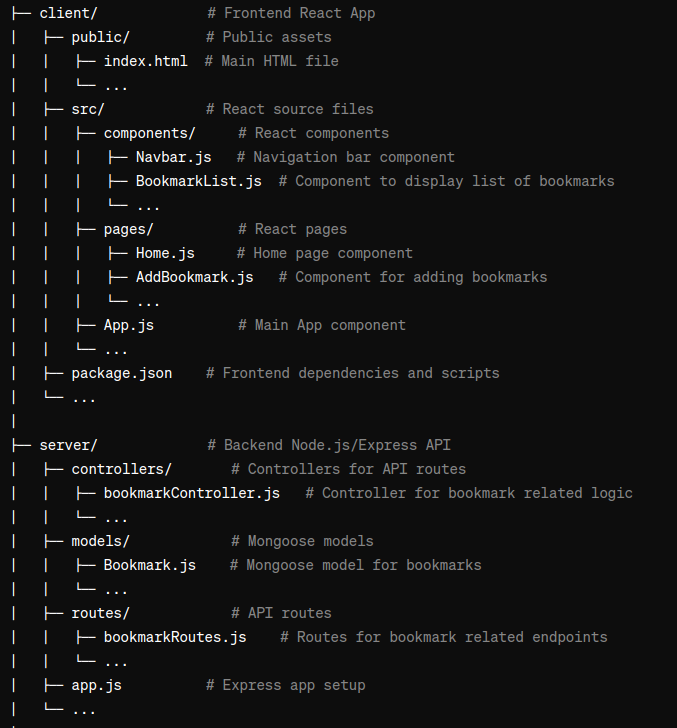 ├── client/             # Frontend React App
│   ├── public/         # Public assets
│   │   ├── index.html  # Main HTML file
│   │   └── ...
│   ├── src/            # React source files
│   │   ├── components/     # React components
│   │   │   ├── Navbar.js   # Navigation bar component
│   │   │   ├── BookmarkList.js  # Component to display list of bookmarks
│   │   │   └── ...
│   │   ├── pages/          # React pages
│   │   │   ├── Home.js     # Home page component
│   │   │   ├── AddBookmark.js   # Component for adding bookmarks
│   │   │   └── ...
│   │   ├── App.js          # Main App component
│   │   └── ...
│   ├── package.json    # Frontend dependencies and scripts
│   └── ...
│
├── server/             # Backend Node.js/Express API
│   ├── controllers/       # Controllers for API routes
│   │   ├── bookmarkController.js   # Controller for bookmark related logic
│   │   └── ...
│   ├── models/            # Mongoose models
│   │   ├── Bookmark.js    # Mongoose model for bookmarks
│   │   └── ...
│   ├── routes/            # API routes
│   │   ├── bookmarkRoutes.js    # Routes for bookmark related endpoints
│   │   └── ...
│   ├── app.js          # Express app setup
│   └── ...